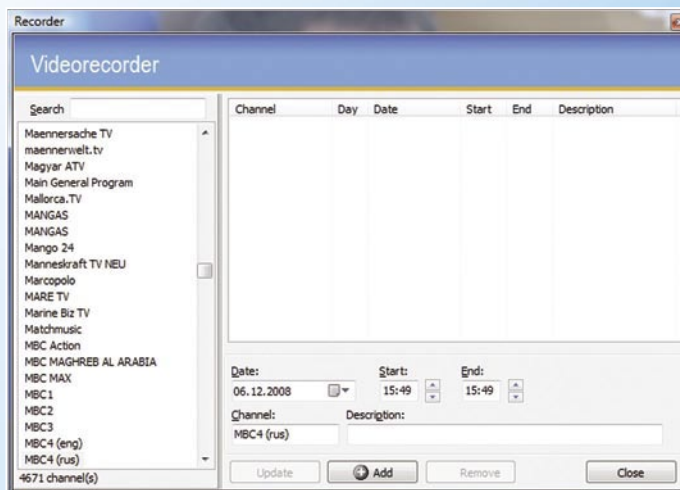 Recorder
Videorecorder
Search
Maennersache TV
maennerwelt.tv
Magyar ATV
Main General Program
Mallorca.TV
MANGAS
MANGAS
Mango 24
Manneskraft TV NEU
Marcopolo
MARE TV
Marine Biz TV
Matchmusic
MBC Action
MBC MAGHREB AL ARABIA
MBC MAX
MBC1
MBC2
MBC3
MBC4 (eng)
MBC4 (rus)
4671 channel(s)
Channel Day Date Start End Description
Date: Start: End:
06.12.2008 15:49 15:49
Channel: Description:
MBC4 (rus)
Update Add Remove Close